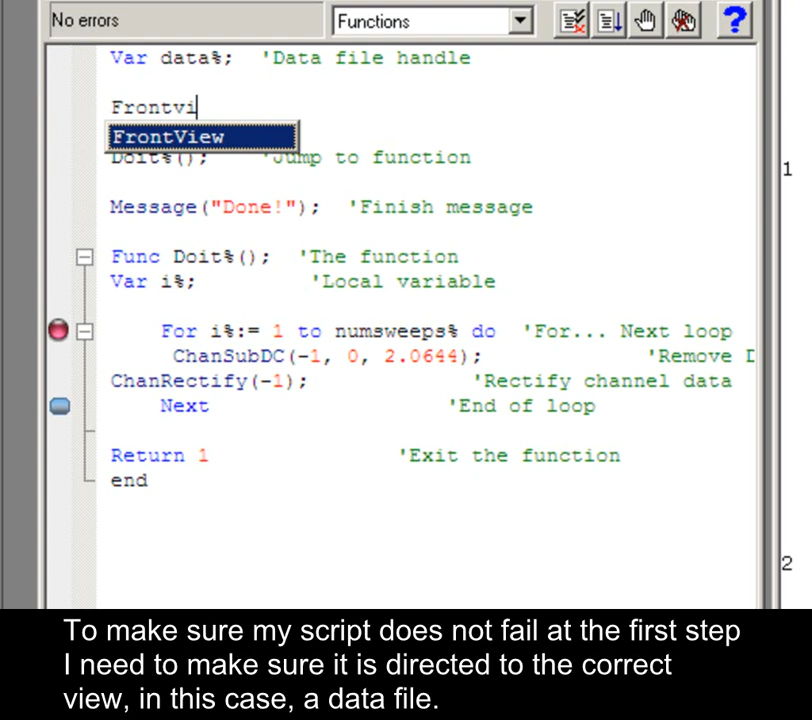 No errors
Functions
?
Var data%; 'Data file handle
Frontvi
FrontView
Doit%(); 'Jump to function
1
Message("Done!"); 'Finish message
Func Doit%(); 'The function
Var i%; 'Local variable
For i%:= 1 to numsweeps% do 'For... Next loop
ChanSubDC(-1, 0, 2.0644); 'Remove D
ChanRectify(-1); 'Rectify channel data
Next 'End of loop
Return 1 'Exit the function
end
2
To make sure my script does not fail at the first step
I need to make sure it is directed to the correct
view, in this case, a data file.